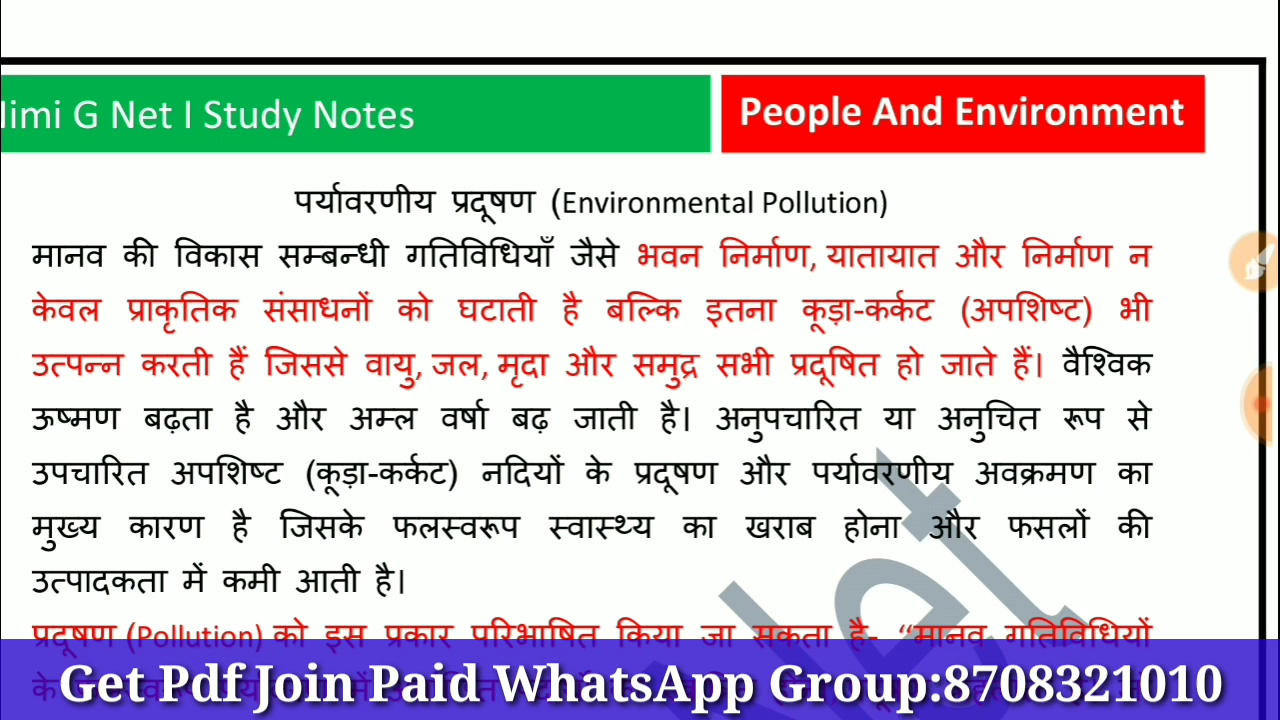 imi G Net I Study Notes
People And Environment
पर्यावरणीय प्रदूषण (Environmental Pollution)
मानव की विकास सम्बन्धी गतिविधियाँ जैसे भवन निर्माण, यातायात और निर्माण न
केवल प्राकृतिक संसाधनों को घटाती है बल्कि इतना कूड़ा-कर्कट (अपशिष्ट) भी
उत्पन्न करती हैं जिससे वायु, जल, मृदा और समुद्र सभी प्रदूषित हो जाते हैं। वैश्विक
ऊष्मण बढ़ता है और अम्ल वर्षा बढ़ जाती है। अनुपचारित या अनुचित रूप से
उपचारित अपशिष्ट (कूड़ा-कर्कट) नदियों के प्रदूषण और पर्यावरणीय अवक्रमण का
मुख्य कारण है जिसके फलस्वरूप स्वास्थ्य का खराब होना और फसलों की
उत्पादकता में कमी आती है।
प्रदूषण (Pollution) को इस प्रकार परिभाषित किया जा सकता है- “मानव गतिविधियों
के
Get Pdf Join Paid WhatsApp Group:8708321010
Net